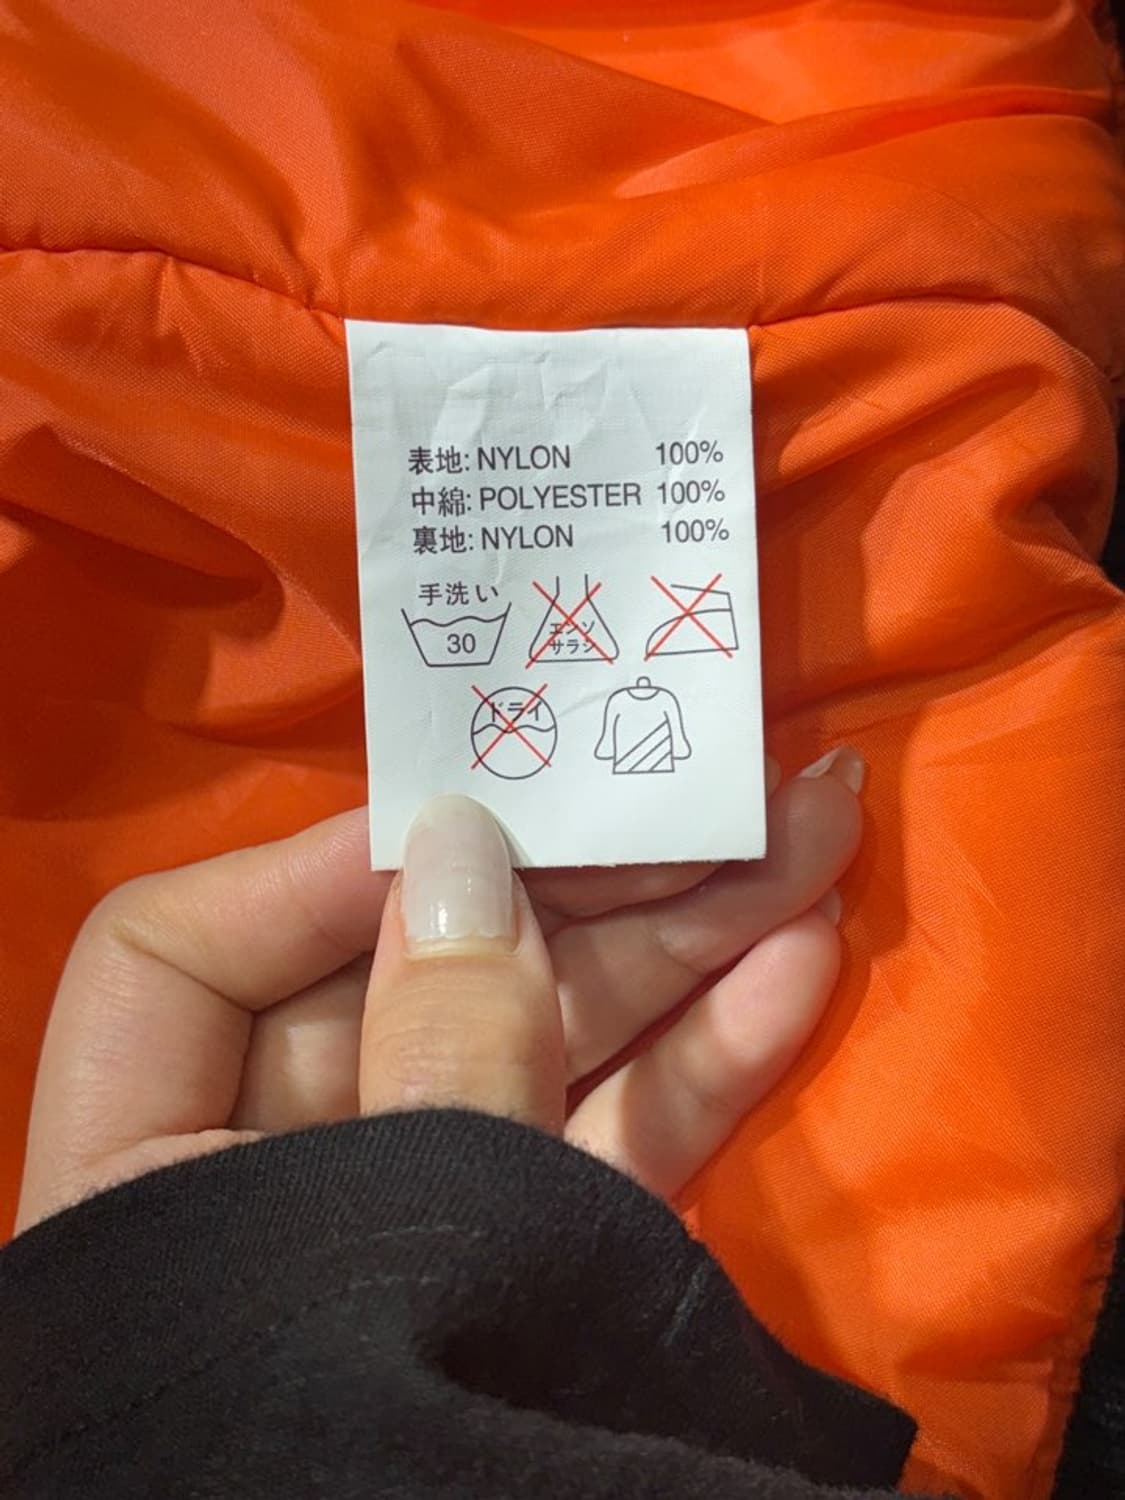 表地: NYLON 100%
中綿: POLYESTER 100%
裏地: NYLON 100%
手洗い
30
エンソ
サラシ
ドライ